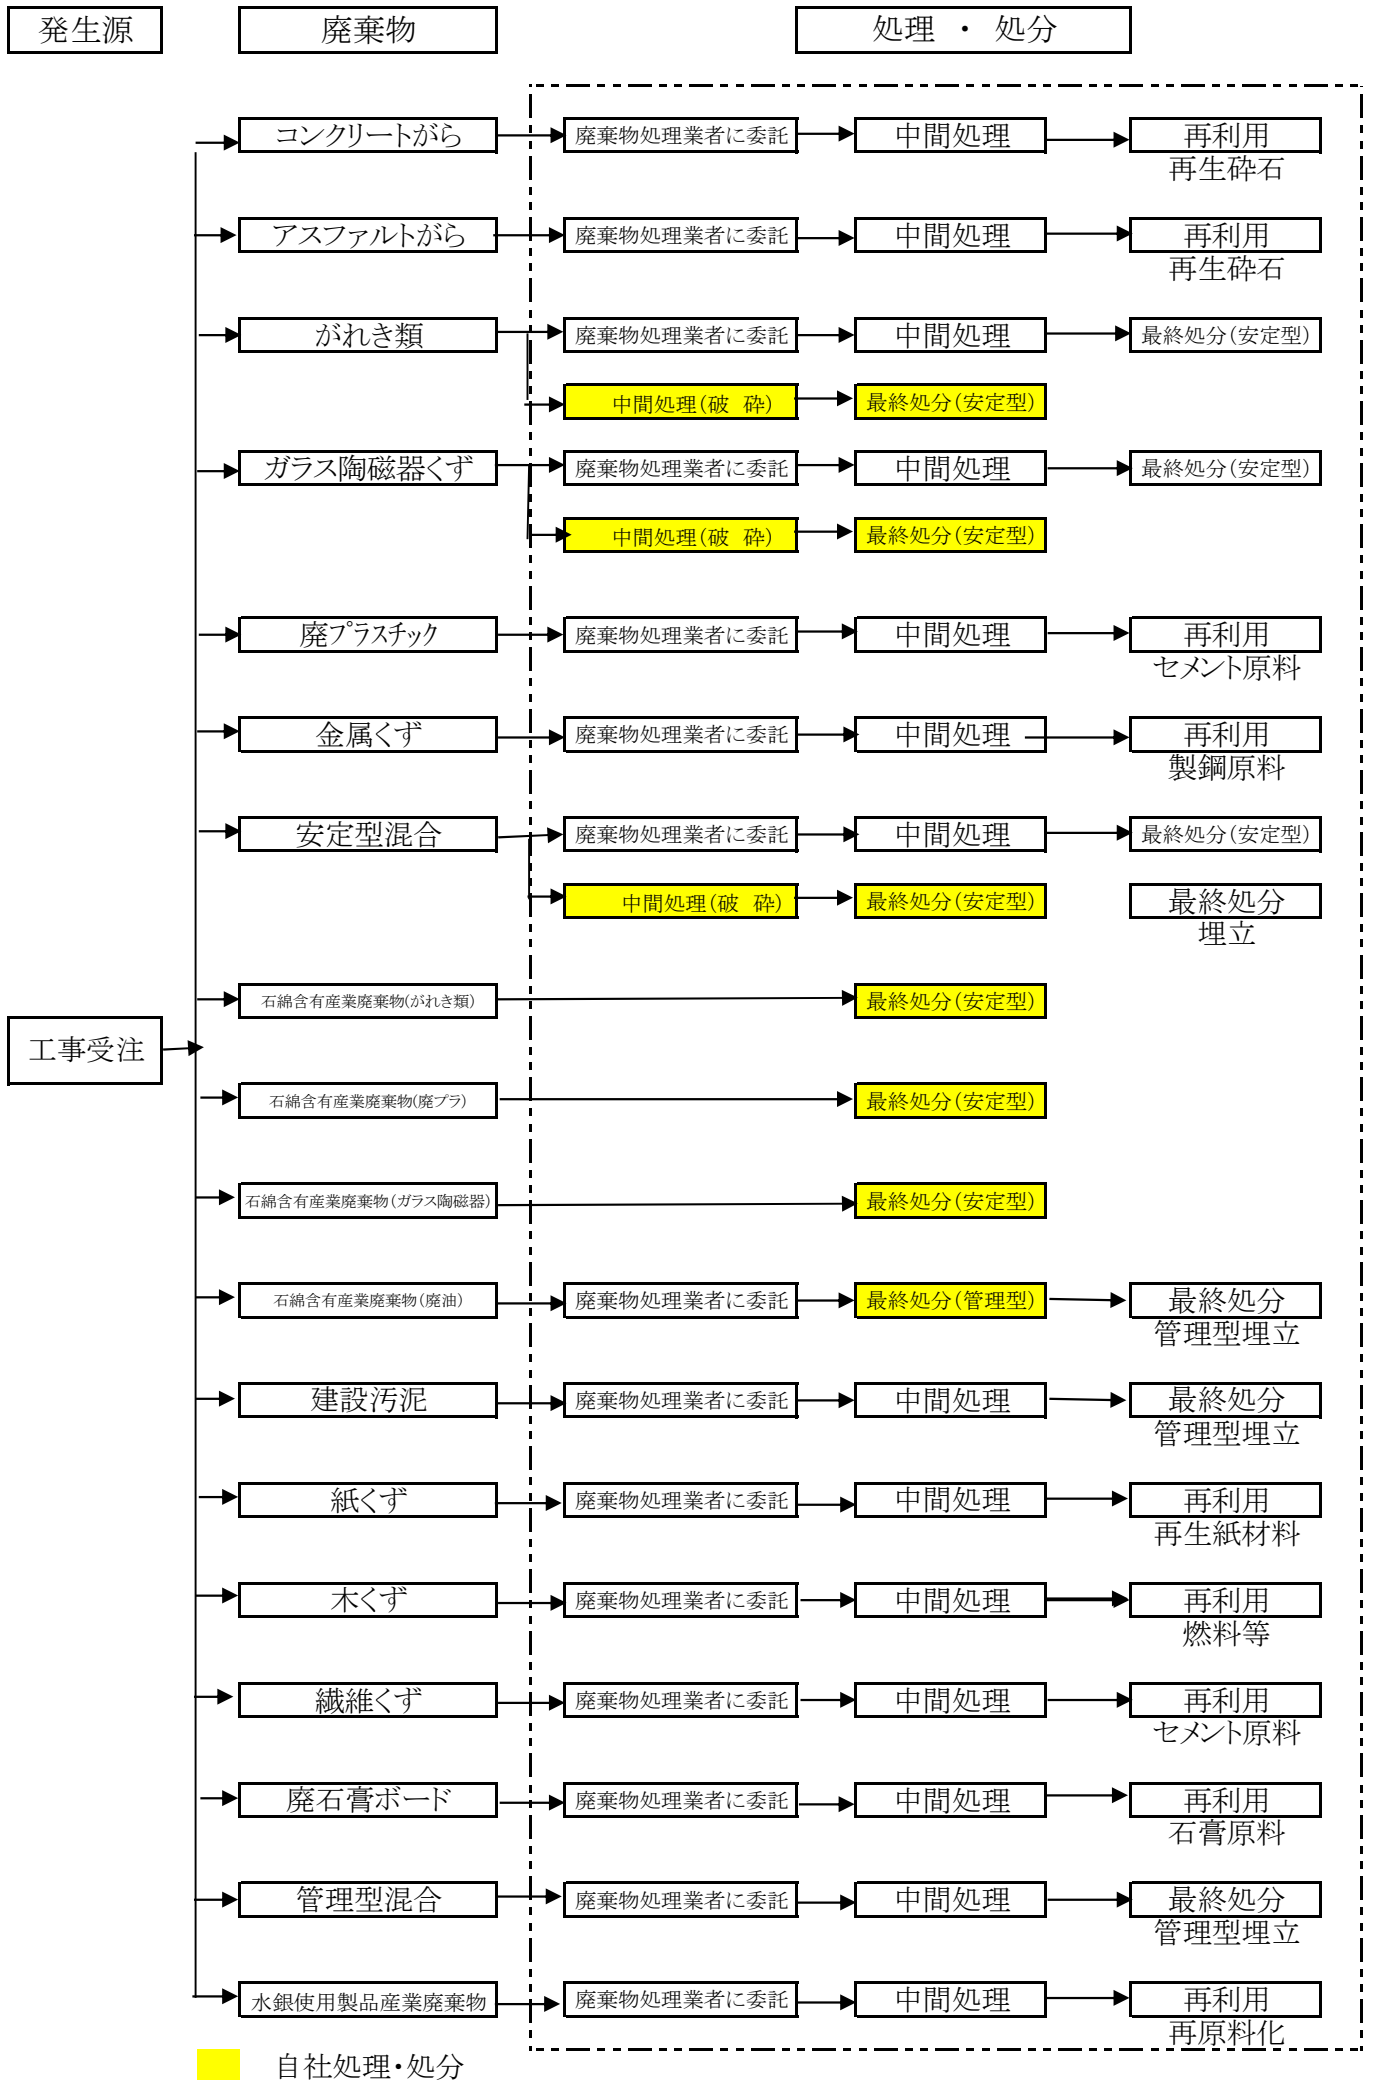 発生源 廃棄物 処理 ・ 処分
コンクリートがら 廃棄物処理業者に委託 中間処理 再利用
再生砕石
アスファルトがら 廃棄物処理業者に委託 中間処理 再利用
再生砕石
がれき類 廃棄物処理業者に委託 中間処理 最終処分(安定型)
中間処理(破 砕) 最終処分(安定型)
ガラス陶磁器くず 廃棄物処理業者に委託 中間処理 最終処分(安定型)
中間処理(破 砕) 最終処分(安定型)
廃プラスチック 廃棄物処理業者に委託 中間処理 再利用
セメント原料
金属くず 廃棄物処理業者に委託 中間処理 再利用
製鋼原料
安定型混合 廃棄物処理業者に委託 中間処理 最終処分(安定型)
中間処理(破 砕) 最終処分(安定型) 最終処分
埋立
石綿含有産業廃棄物(がれき類) 最終処分(安定型)
工事受注
石綿含有産業廃棄物(廃プラ) 最終処分(安定型)
石綿含有産業廃棄物(ガラス陶磁器) 最終処分(安定型)
石綿含有産業廃棄物(廃油) 廃棄物処理業者に委託 最終処分(管理型) 最終処分
管理型埋立
建設汚泥 廃棄物処理業者に委託 中間処理 最終処分
管理型埋立
紙くず 廃棄物処理業者に委託 中間処理 再利用
再生紙材料
木くず 廃棄物処理業者に委託 中間処理 再利用
燃料等
繊維くず 廃棄物処理業者に委託 中間処理 再利用
セメント原料
廃石膏ボード 廃棄物処理業者に委託 中間処理 再利用
石膏原料
管理型混合 廃棄物処理業者に委託 中間処理 最終処分
管理型埋立
水銀使用製品産業廃棄物 廃棄物処理業者に委託 中間処理 再利用
再原料化
自社処理・処分